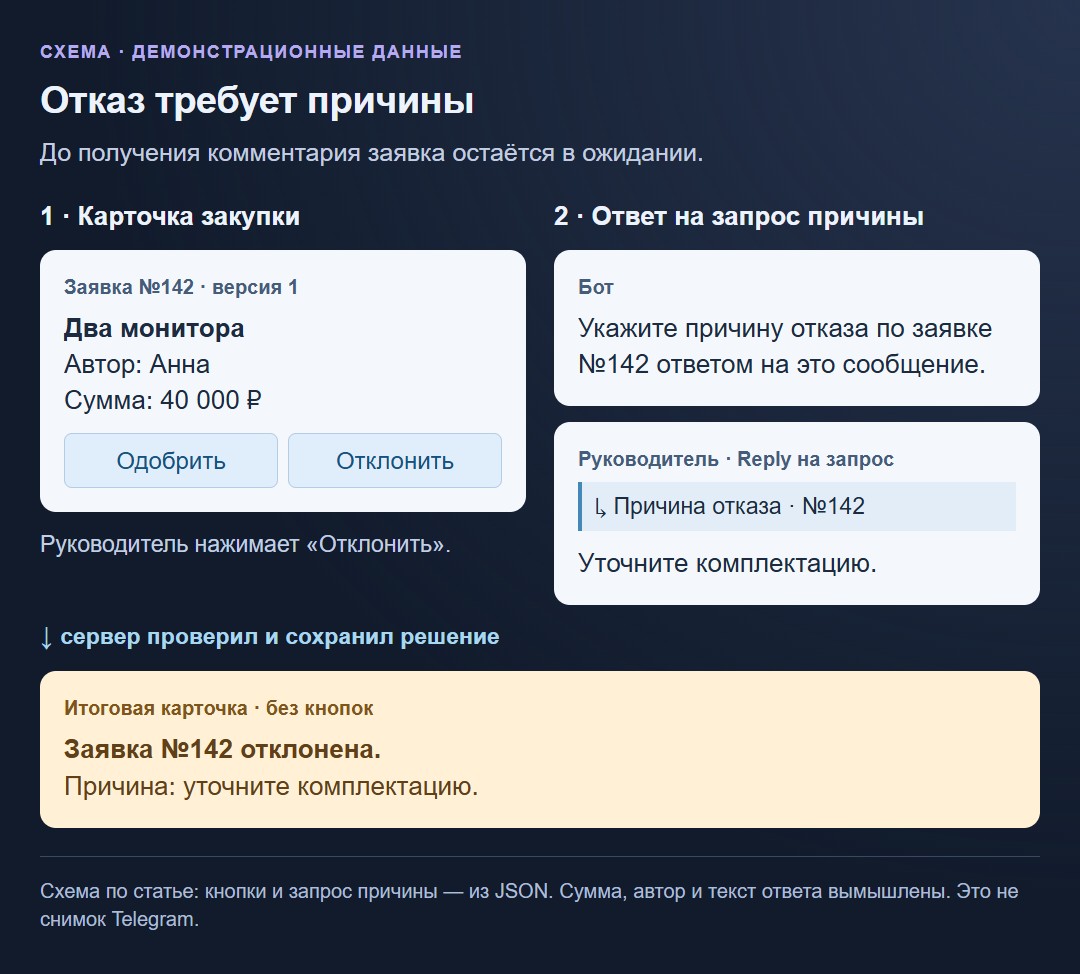 СХЕМА · ДЕМОНСТРАЦИОННЫЕ ДАННЫЕ
Отказ требует причины
До получения комментария заявка остаётся в ожидании.
1 · Карточка закупки
Заявка №142 · версия 1
Два монитора
Автор: Анна
Сумма: 40 000 ₽
Одобрить
Отклонить
Руководитель нажимает «Отклонить».
2 · Ответ на запрос причины
Бот
Укажите причину отказа по заявке
№142 ответом на это сообщение.
Руководитель · Reply на запрос
↳ Причина отказа · №142
Уточните комплектацию.
↓ сервер проверил и сохранил решение
Итоговая карточка · без кнопок
Заявка №142 отклонена.
Причина: уточните комплектацию.
Схема по статье: кнопки и запрос причины — из JSON. Сумма, автор и текст ответа вымышлены. Это не
снимок Telegram.